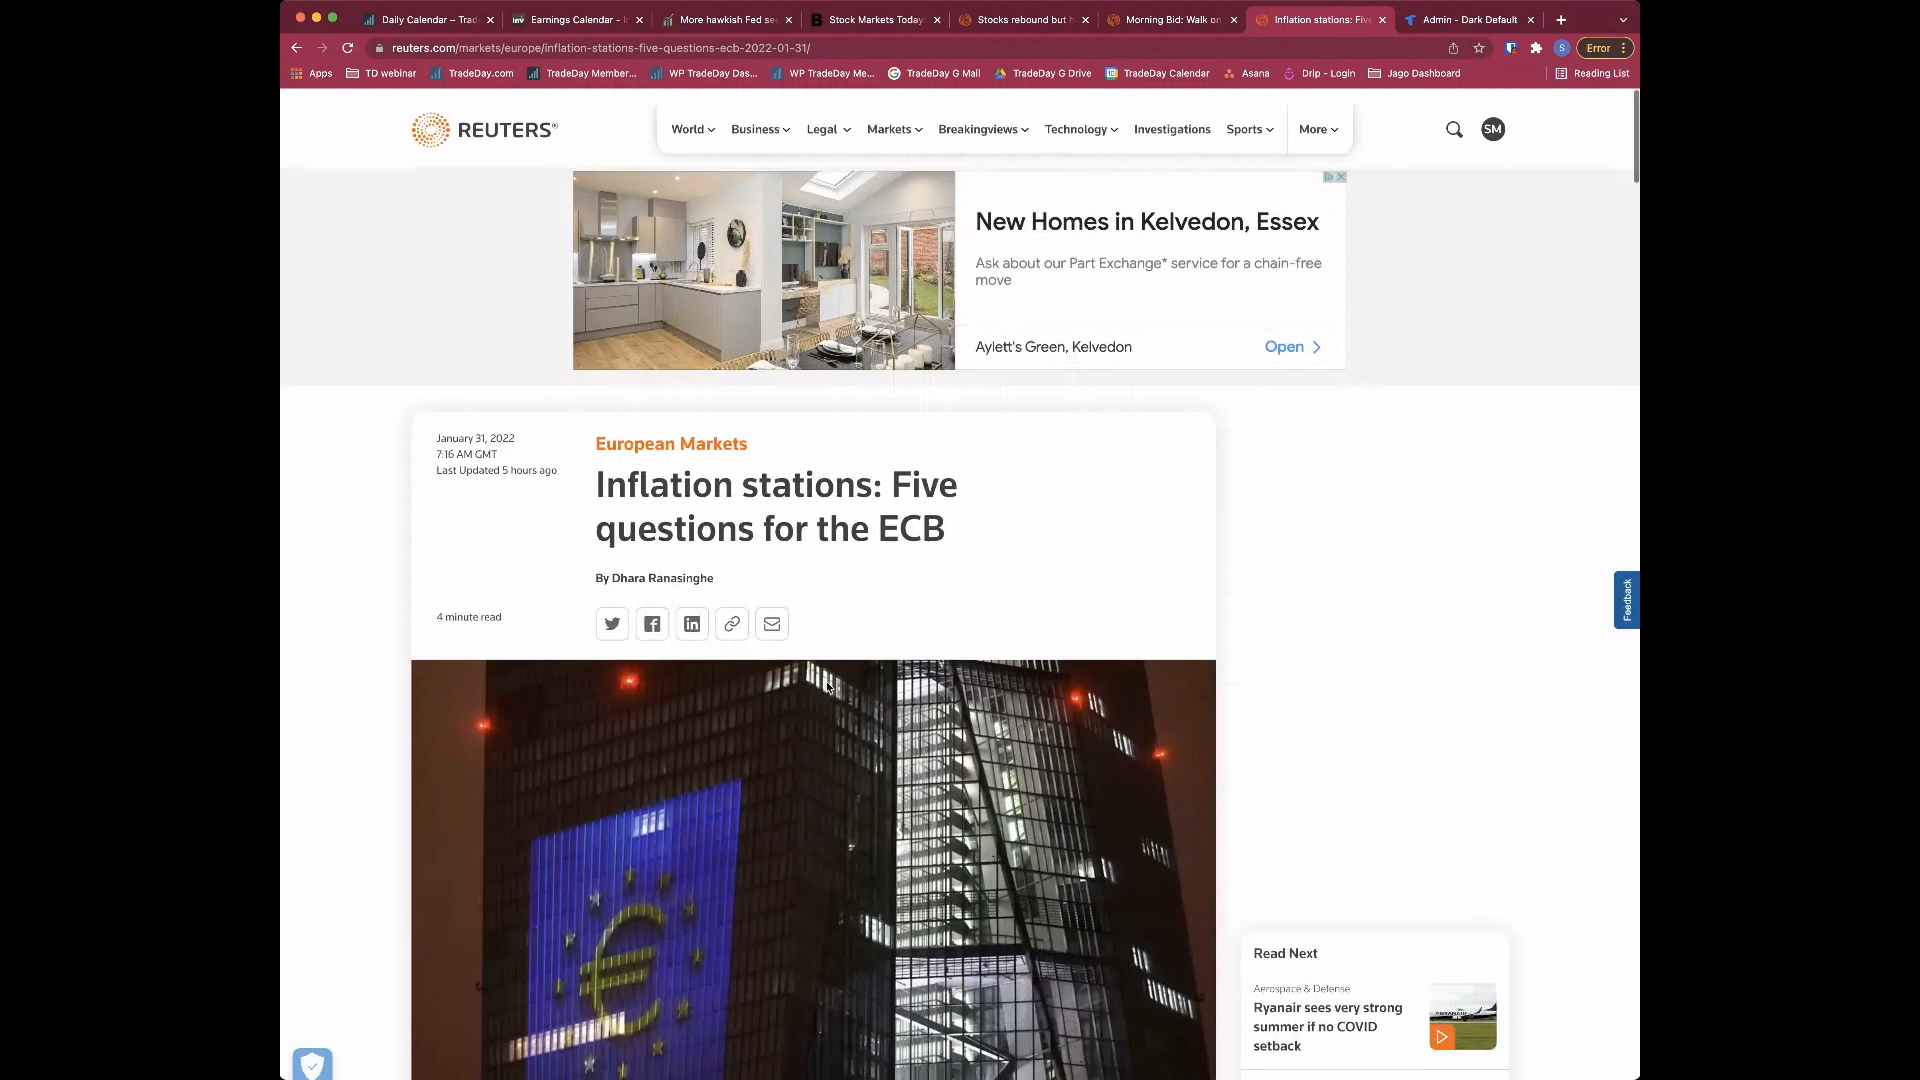 Daily Calendar – Trad
Earnings Calendar - I
More hawkish Fed se
Stock Markets Today:
Stocks rebound but h
Morning Bid: Walk on
Inflation stations: Five
Admin - Dark Default
reuters.com/markets/europe/inflation-stations-five-questions-ecb-2022-01-31/
S
Error
Apps
TD webinar
TradeDay.com
TradeDay Member...
WP TradeDay Das...
WP TradeDay Me...
TradeDay G Mail
TradeDay G Drive
TradeDay Calendar
Asana
Drip - Login
Jago Dashboard
Reading List
REUTERS®
World
Business
Legal
Markets
Breakingviews
Technology
Investigations
Sports
More
SM
New Homes in Kelvedon, Essex
Ask about our Part Exchange* service for a chain-free
move
Aylett's Green, Kelvedon
Open
January 31, 2022
7:16 AM GMT
Last Updated 5 hours ago
European Markets
Inflation stations: Five
questions for the ECB
By Dhara Ranasinghe
4 minute read
Feedback
Read Next
Aerospace & Defense
Ryanair sees very strong
summer if no COVID
setback